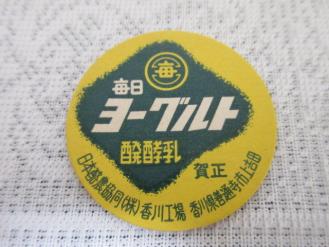 毎
毎日
ヨーグルト
醗酵乳
賀正
日本酪農協同(株)香川工場 香川県善通寺市上吉田